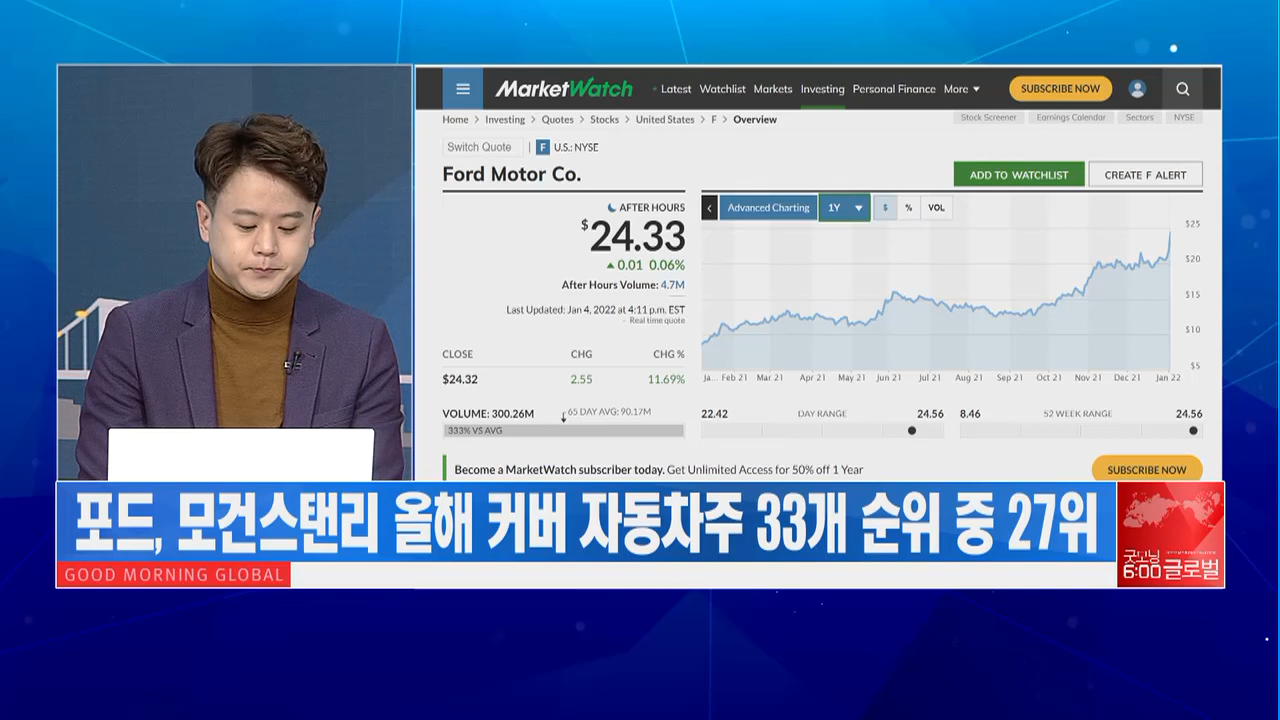 MarketWatch
Latest Watchlist Markets Investing Personal Finance More
SUBSCRIBE NOW
Home > Investing > Quotes > Stocks > United States > F > Overview
Stock Screener Earnings Calendar Sectors NYSE
Switch Quote | F U.S.: NYSE
Ford Motor Co.
ADD TO WATCHLIST CREATE F ALERT
AFTER HOURS
$24.33
0.01 0.06%
After Hours Volume: 4.7M
Last Updated: Jan 4, 2022 at 4:11 p.m. EST
Real time quote
CLOSE CHG CHG %
$24.32 2.55 11.69%
VOLUME: 300.26M 65 DAY AVG: 90.17M
333% VS AVG
Advanced Charting 1Y $ % VOL
$25
$20
$15
$10
$5
Ja... Feb 21 Mar 21 Apr 21 May 21 Jun 21 Jul 21 Aug 21 Sep 21 Oct 21 Nov 21 Dec 21 Jan 22
22.42 DAY RANGE 24.56 8.46 52 WEEK RANGE 24.56
Become a MarketWatch subscriber today. Get Unlimited Access for 50% off 1 Year
SUBSCRIBE NOW
포드, 모건스탠리 올해 커버 자동차주 33개 순위 중 27위
GOOD MORNING GLOBAL
굿모닝
6:00 글로벌